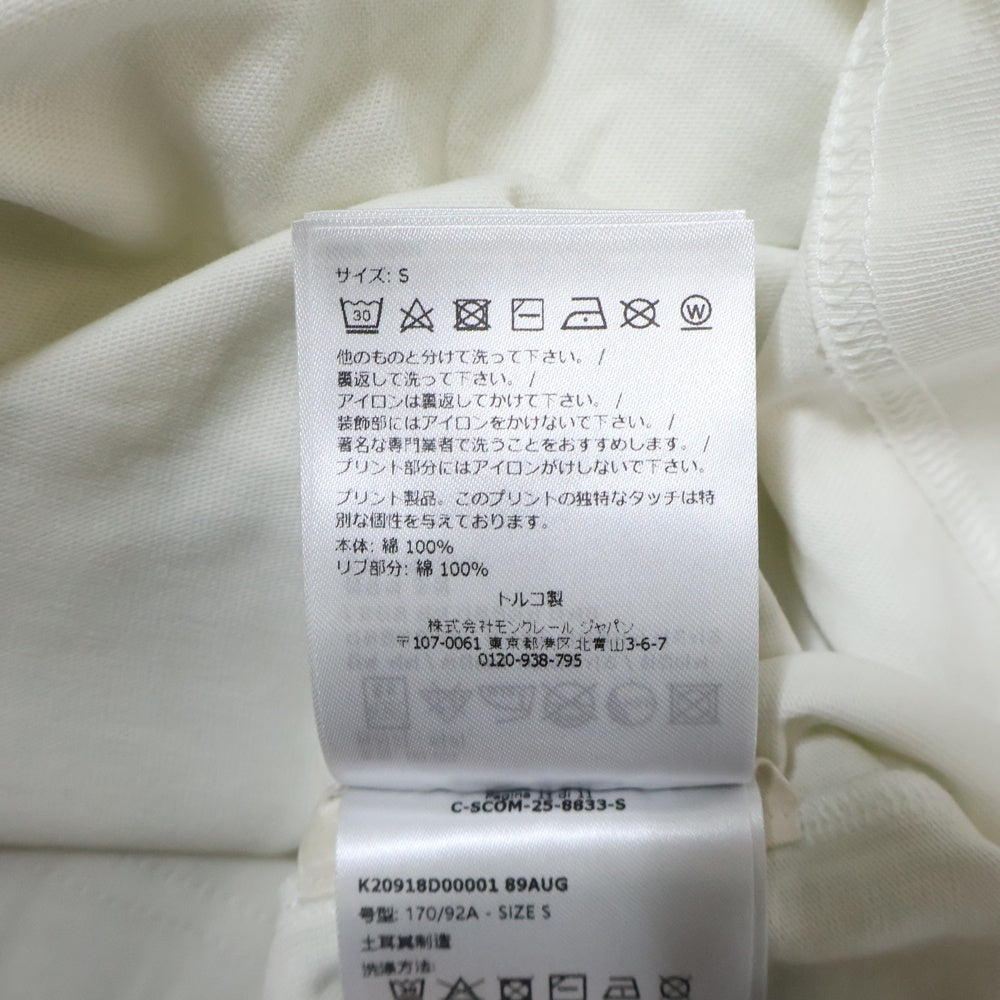 サイズ: S
30 W
他のものと分けて洗って下さい。 /
裏返して洗って下さい。 /
アイロンは裏返してかけて下さい。 /
装飾部にはアイロンをかけないで下さい。 /
著名な専門業者で洗うことをおすすめします。 /
プリント部分にはアイロンがけしないで下さい。
プリント製品。このプリントの独特なタッチは特
別な個性を与えております。
本体: 綿 100%
リブ部分: 綿 100%
トルコ製
株式会社モンクレール ジャパン
〒107-0061 東京都港区北青山3-6-7
0120-938-795
Pagina 11 di 11
C-SCOM-25-8833-S
K20918D00001 89AUG
号型: 170/92A - SIZE S
土耳其制造
洗涤方法:
30